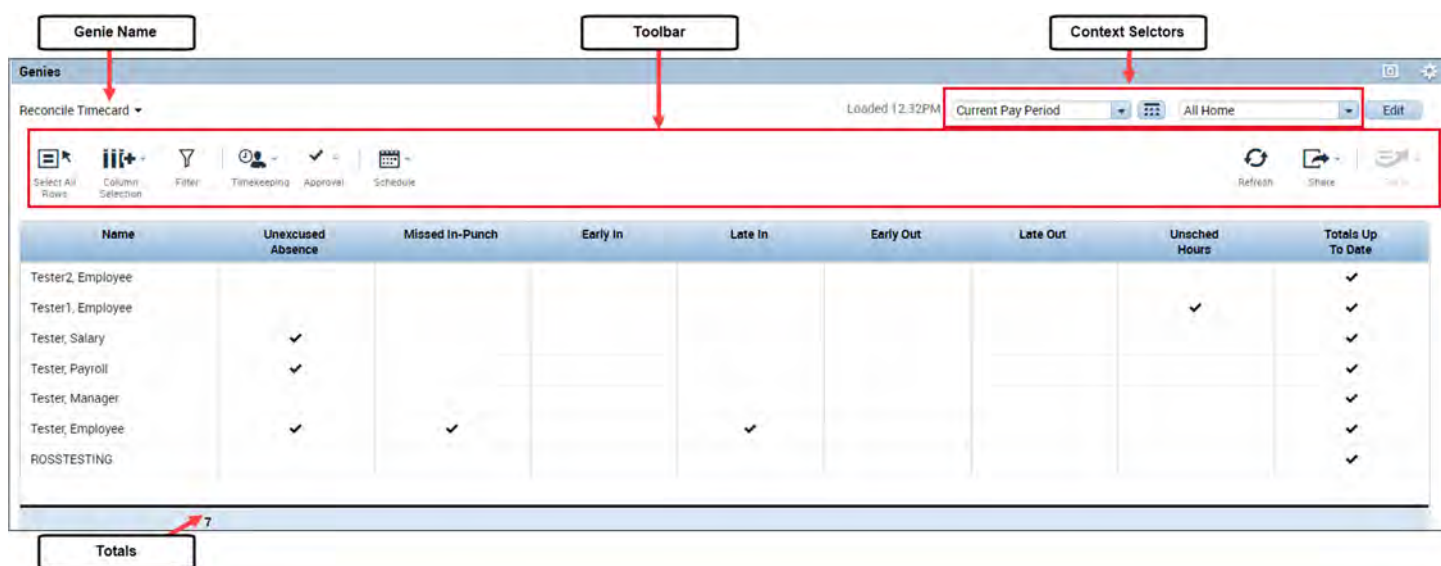 Genie Name
Toolbar
Context Selctors
Genies
Reconcile Timecard
Loaded 12.32PM
Current Pay Period
All Home
Edit
Select All Rows
Column Selection
Filter
Timekeeping
Approval
Schedule
Refresh
Share
Name
Unexcused Absence
Missed In-Punch
Early In
Late In
Early Out
Late Out
Unsched Hours
Totals Up To Date
Tester2, Employee
Tester1, Employee
Tester, Salary
Tester, Payroll
Tester, Manager
Tester, Employee
ROSSTESTING
7
Totals